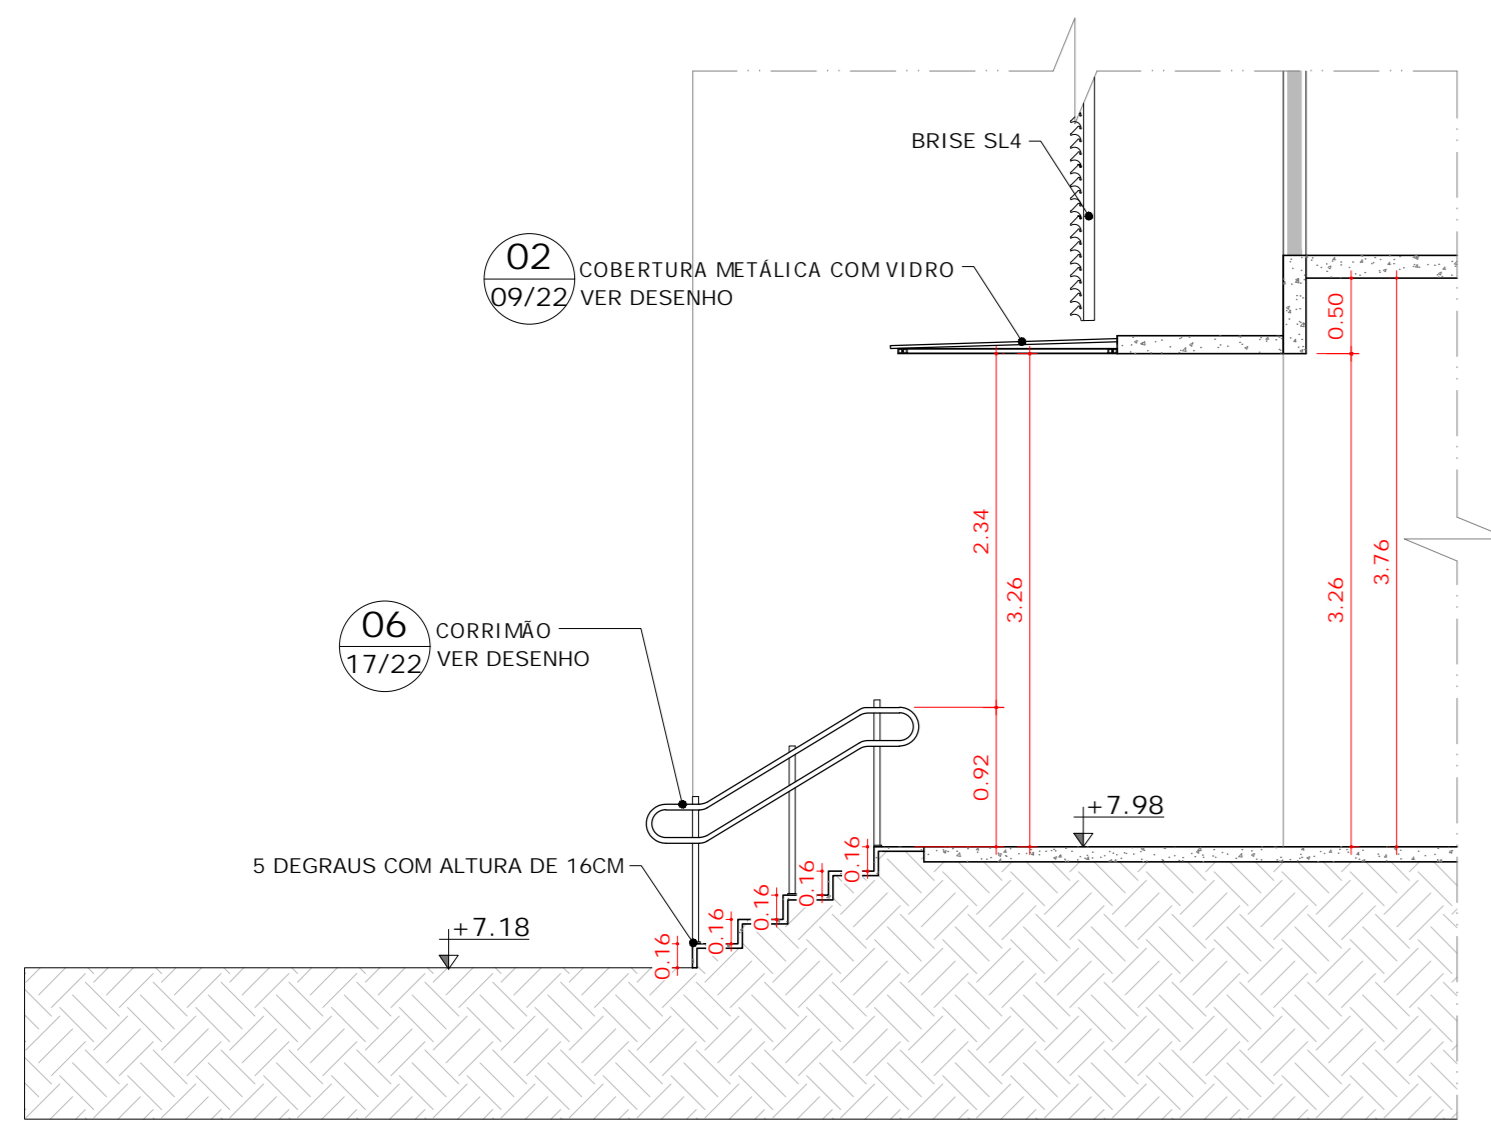 BRISE SL4
02
09/22
COBERTURA METÁLICA COM VIDRO
VER DESENHO
0.50
2.34
3.26
3.26
3.76
06
17/22
CORRIMÃO
VER DESENHO
0.92
+7.98
5 DEGRAUS COM ALTURA DE 16CM
+7.18
0.16
0.16
0.16
0.16
0.16